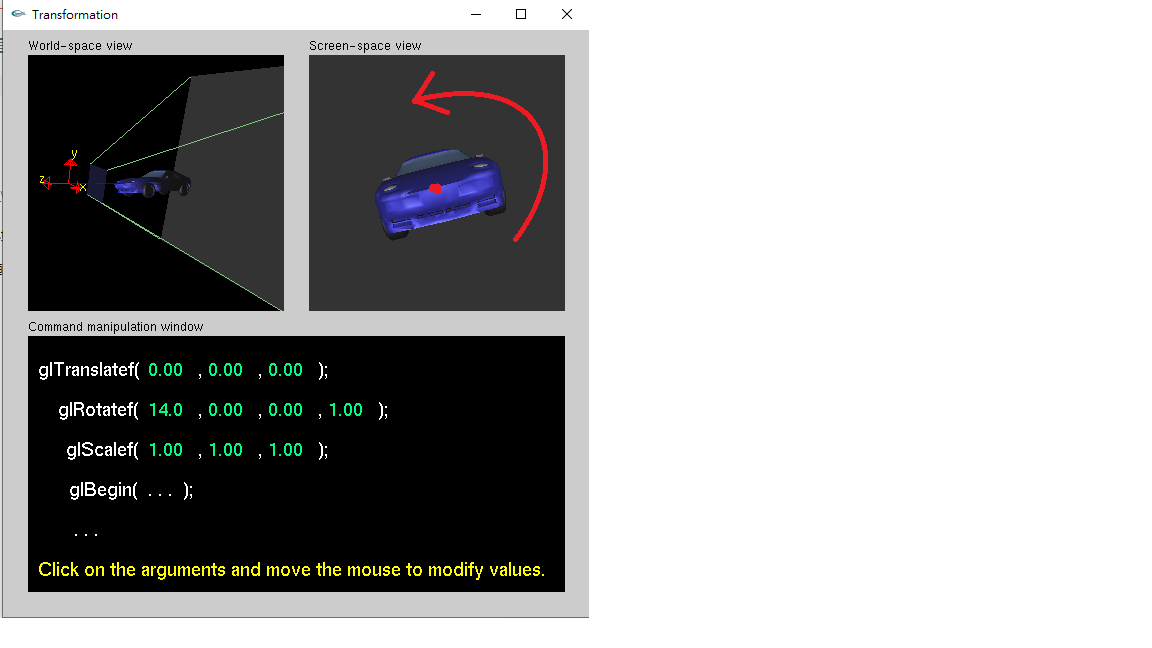 Transformation
World-space view
Screen-space view
y
z
x
Command manipulation window
glTranslatef( 0.00 , 0.00 , 0.00 );
glRotatef( 14.0 , 0.00 , 0.00 , 1.00 );
glScalef( 1.00 , 1.00 , 1.00 );
glBegin( . . . );
. . .
Click on the arguments and move the mouse to modify values.